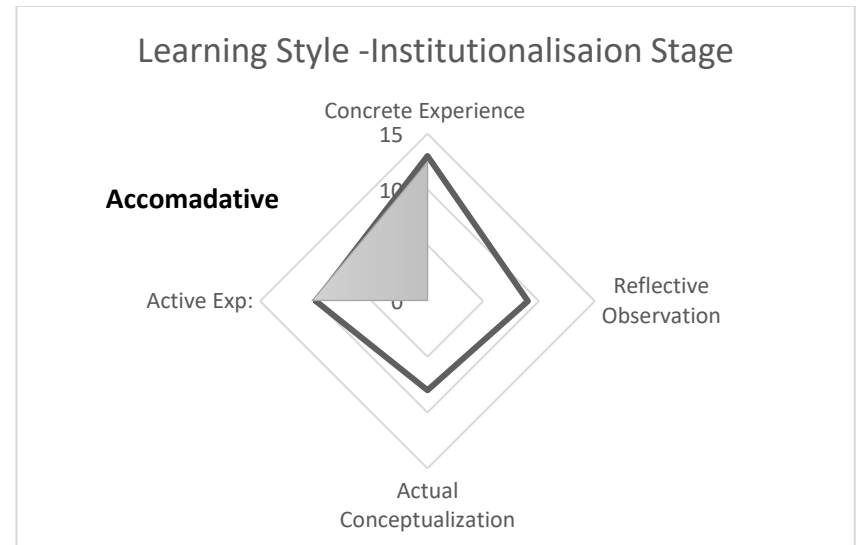 Learning Style -Institutionalisaion Stage
Concrete Experience
15
10
Accomadative
Active Exp:
0
Reflective
Observation
Actual
Conceptualization